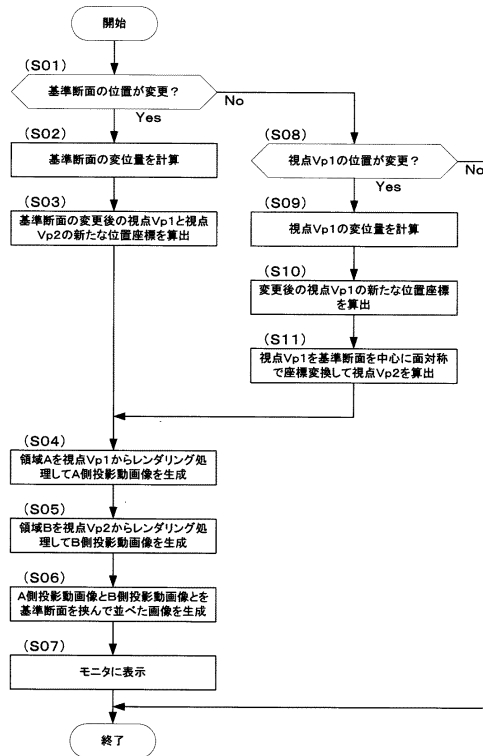 開始
(S01)
基準断面の位置が変更？
No
Yes
(S02)
基準断面の変位量を計算
(S03)
基準断面の変更後の視点Vp1と視点
Vp2の新たな位置座標を算出
(S08)
視点Vp1の位置が変更？
No
Yes
(S09)
視点Vp1の変位量を計算
(S10)
変更後の視点Vp1の新たな位置座標
を算出
(S11)
視点Vp1を基準断面を中心に面対称
で座標変換して視点Vp2を算出
(S04)
領域Aを視点Vp1からレンダリング処
理してA側投影動画像を生成
(S05)
領域Bを視点Vp2からレンダリング処
理してB側投影動画像を生成
(S06)
A側投影動画像とB側投影動画像とを
基準断面を挟んで並べた画像を生成
(S07)
モニタに表示
終了